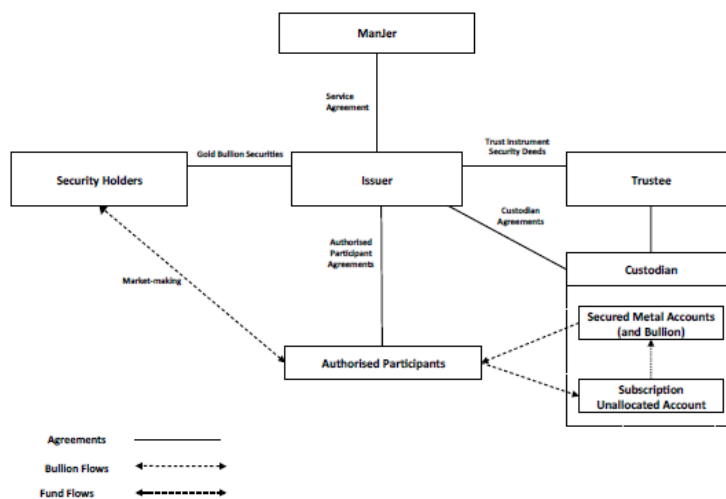 ManJer
Service
Agreement
Gold Bullion Securities
Trust Instrument
Security Deeds
Security Holders
Issuer
Trustee
Custodian
Agreements
Authorised
Participant
Agreements
Market-making
Custodian
Secured Metal Accounts
(and Bullion)
Authorised Participants
Subscription
Unallocated Account
Agreements
Bullion Flows
Fund Flows